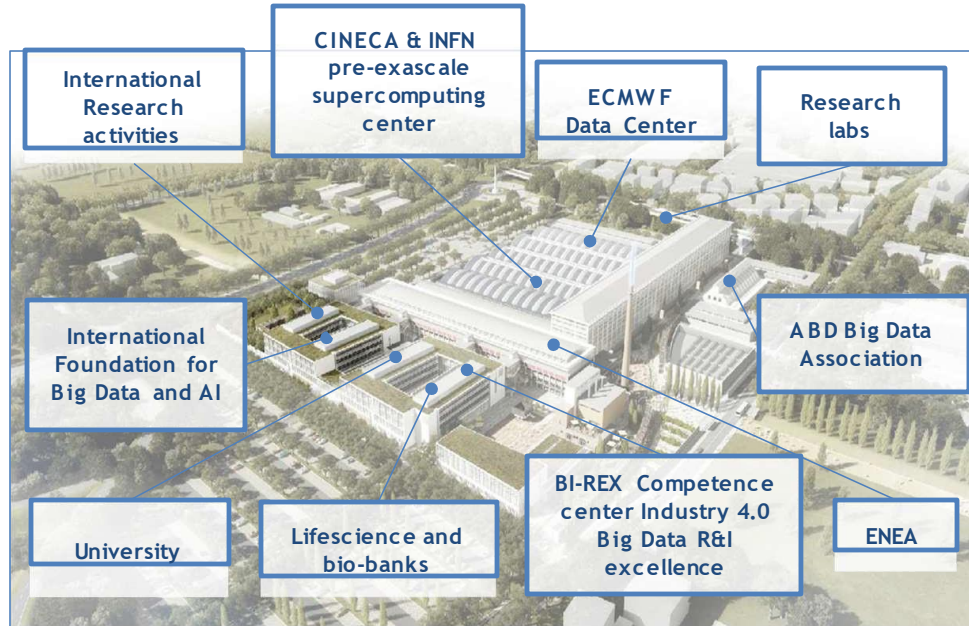 International
Research
activities
CINECA & INFN
pre-exascale
supercomputing
center
ECMWF
Data Center
Research
labs
International
Foundation for
Big Data and AI
ABD Big Data
Association
University
Lifescience and
bio-banks
BI-REX Competence
center Industry 4.0
Big Data R&I
excellence
ENEA